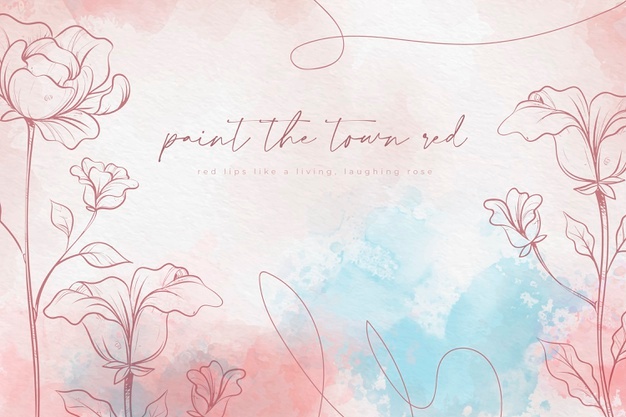 paint the town red
red lips like a living, laughing rose